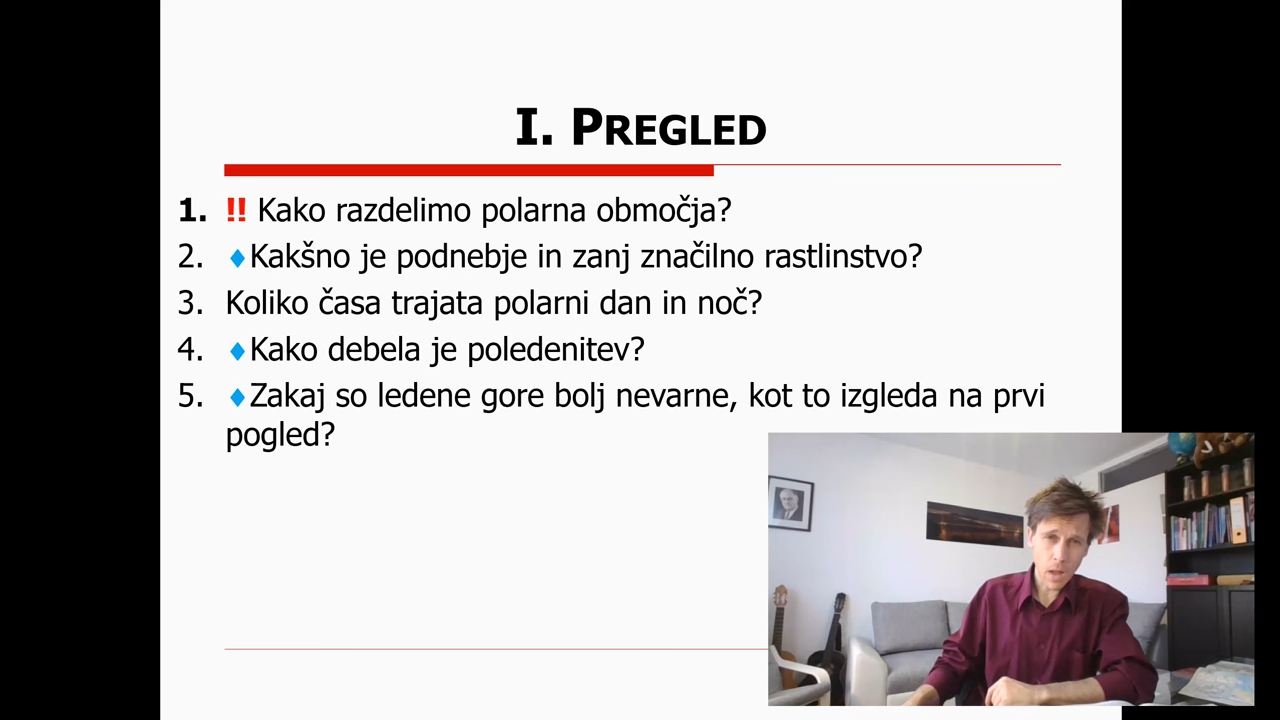 I. PREGLED
1. !! Kako razdelimo polarna območja?
2. ♦Kakšno je podnebje in zanj značilno rastlinstvo?
3. Koliko časa trajata polarni dan in noč?
4. ♦Kako debela je poledenitev?
5. ♦Zakaj so ledene gore bolj nevarne, kot to izgleda na prvi
pogled?